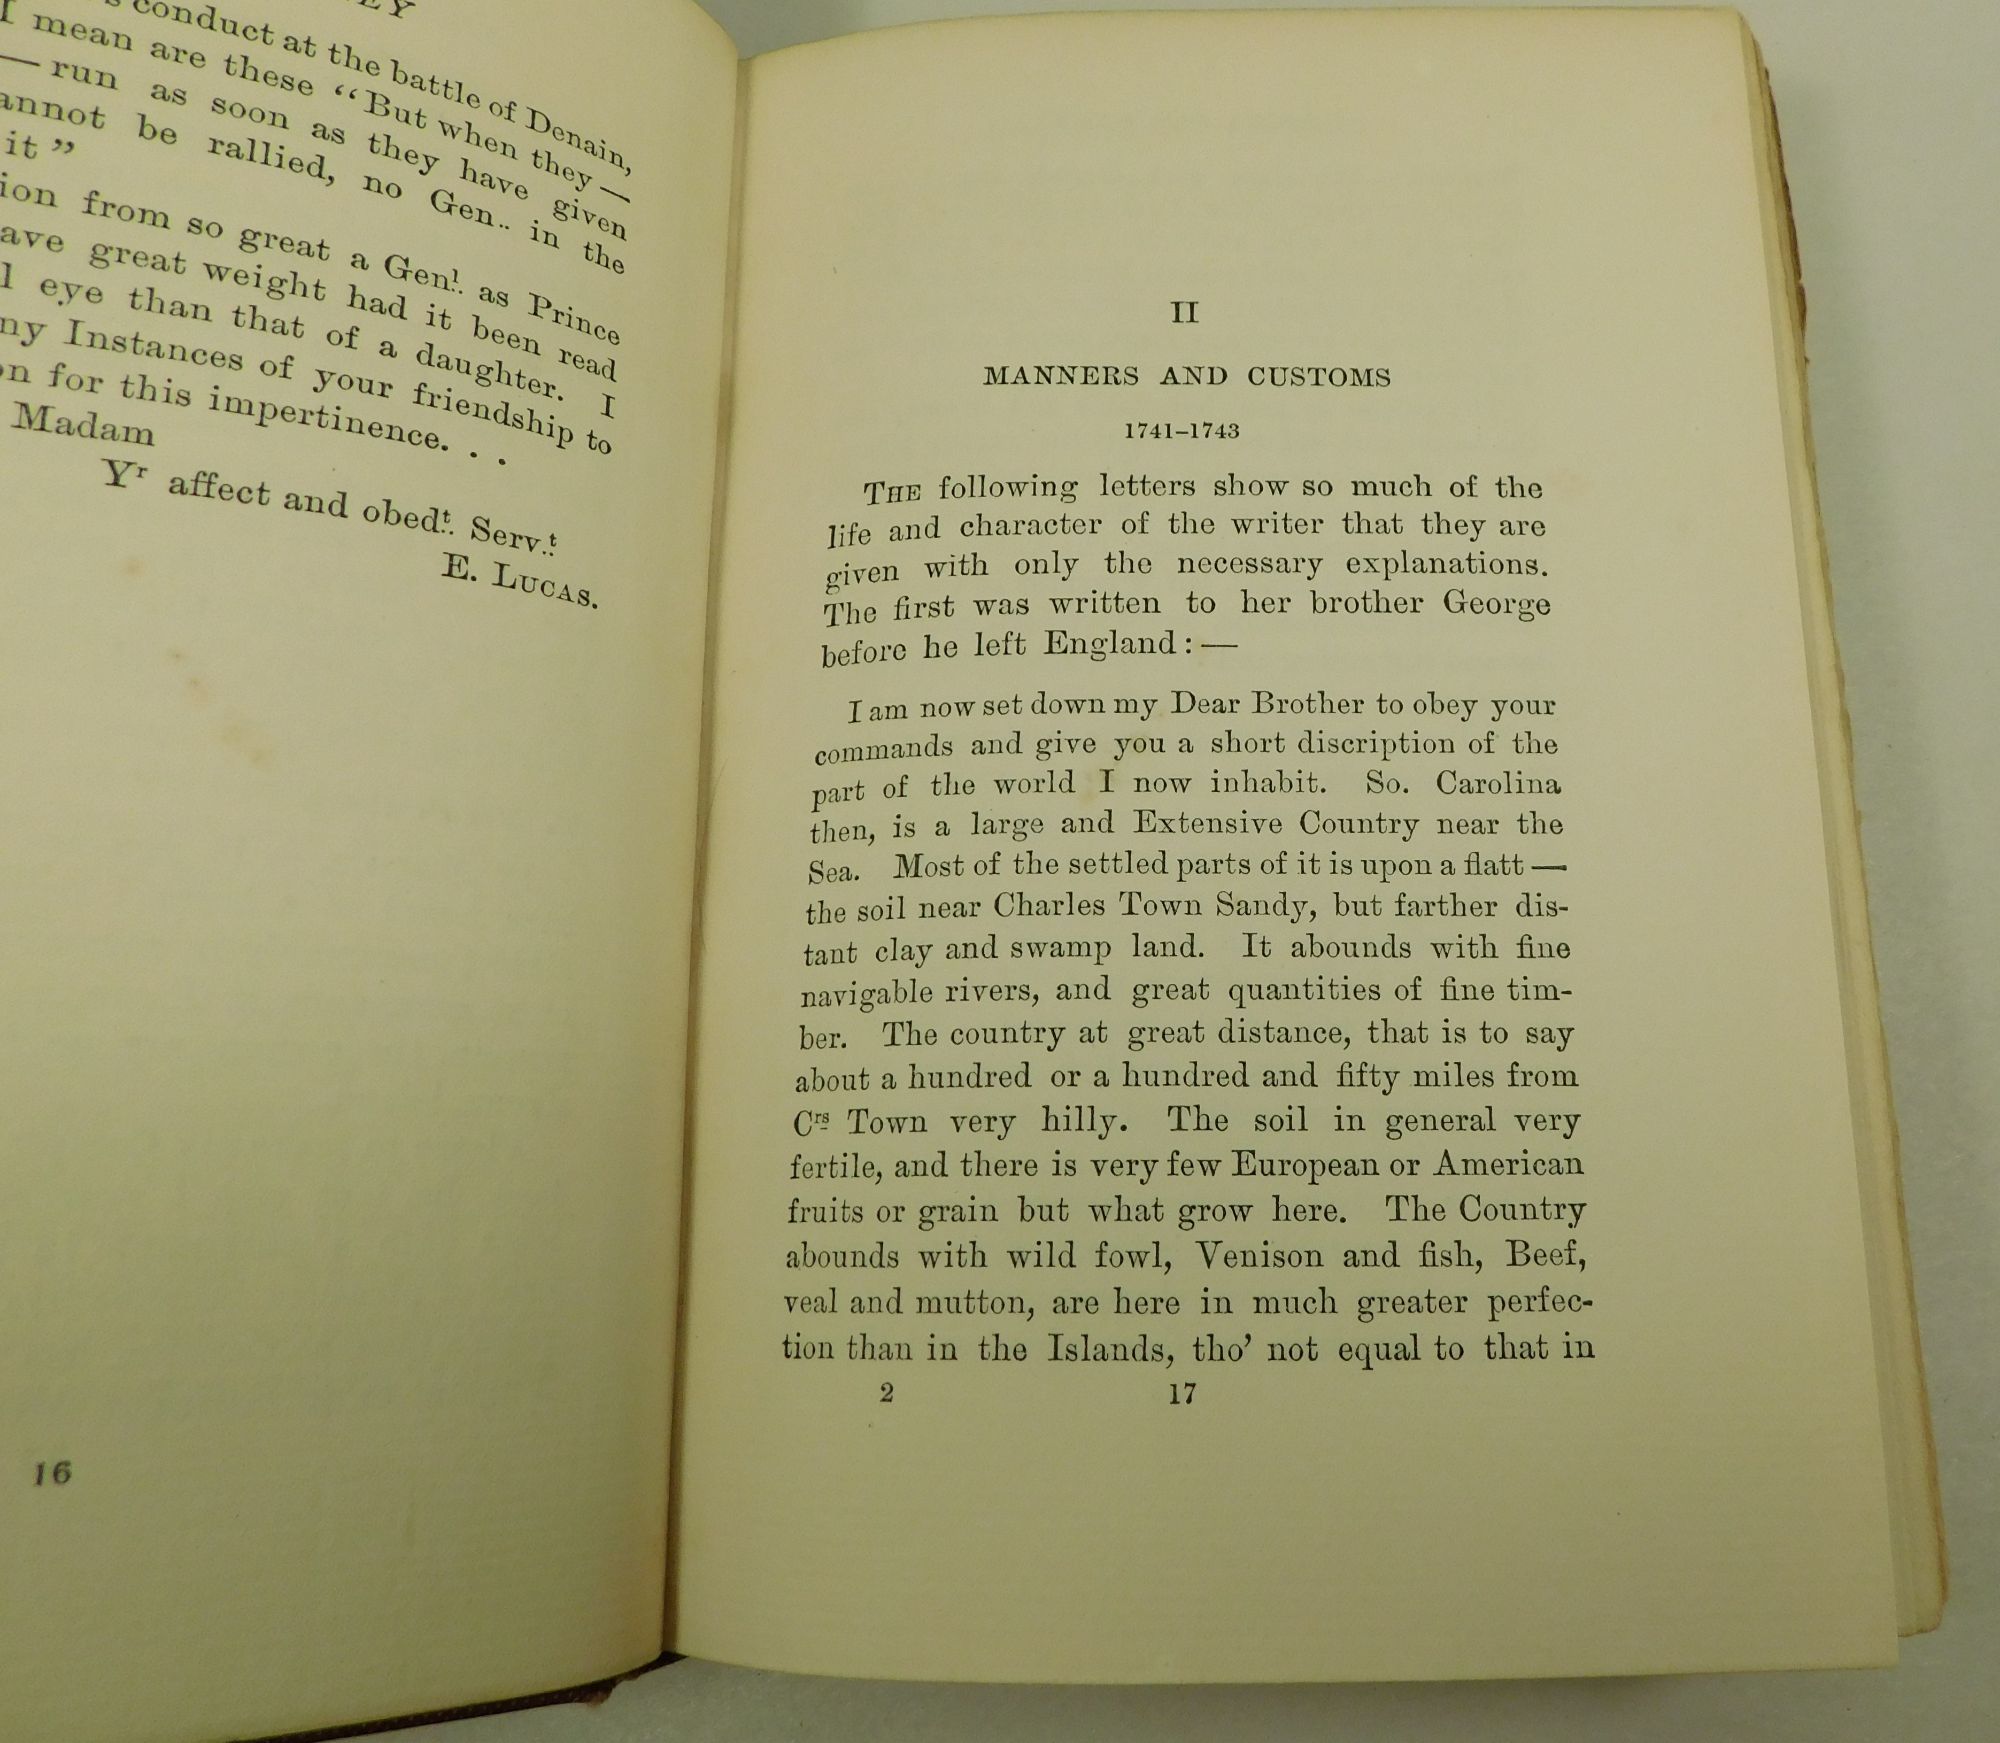 EY
conduct at the battle of Denain,
I mean are these "But when they —
— run as soon as they have given
annot be rallied, no Gen.. in the
it"
ion from so great a Genl. as Prince
ave great weight had it been read
l eye than that of a daughter. I
ny Instances of your friendship to
on for this impertinence. . .
Madam
Yr affect and obedt. Serv.t
E. LUCAS.
16
II
MANNERS AND CUSTOMS
1741–1743
THE following letters show so much of the
life and character of the writer that they are
given with only the necessary explanations.
The first was written to her brother George
before he left England: —
I am now set down my Dear Brother to obey your
commands and give you a short discription of the
part of the world I now inhabit. So. Carolina
then, is a large and Extensive Country near the
Sea. Most of the settled parts of it is upon a flatt —
the soil near Charles Town Sandy, but farther dis-
tant clay and swamp land. It abounds with fine
navigable rivers, and great quantities of fine tim-
ber. The country at great distance, that is to say
about a hundred or a hundred and fifty miles from
Crs Town very hilly. The soil in general very
fertile, and there is very few European or American
fruits or grain but what grow here. The Country
abounds with wild fowl, Venison and fish, Beef,
veal and mutton, are here in much greater perfec-
tion than in the Islands, tho' not equal to that in
2 17